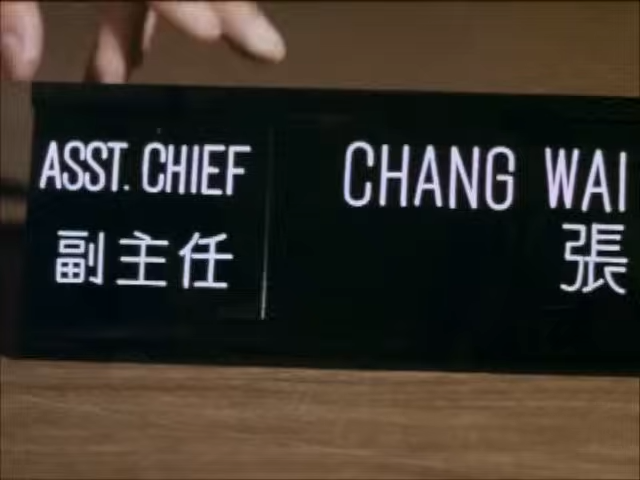 ASST. CHIEF
副主任
CHANG WAI
張